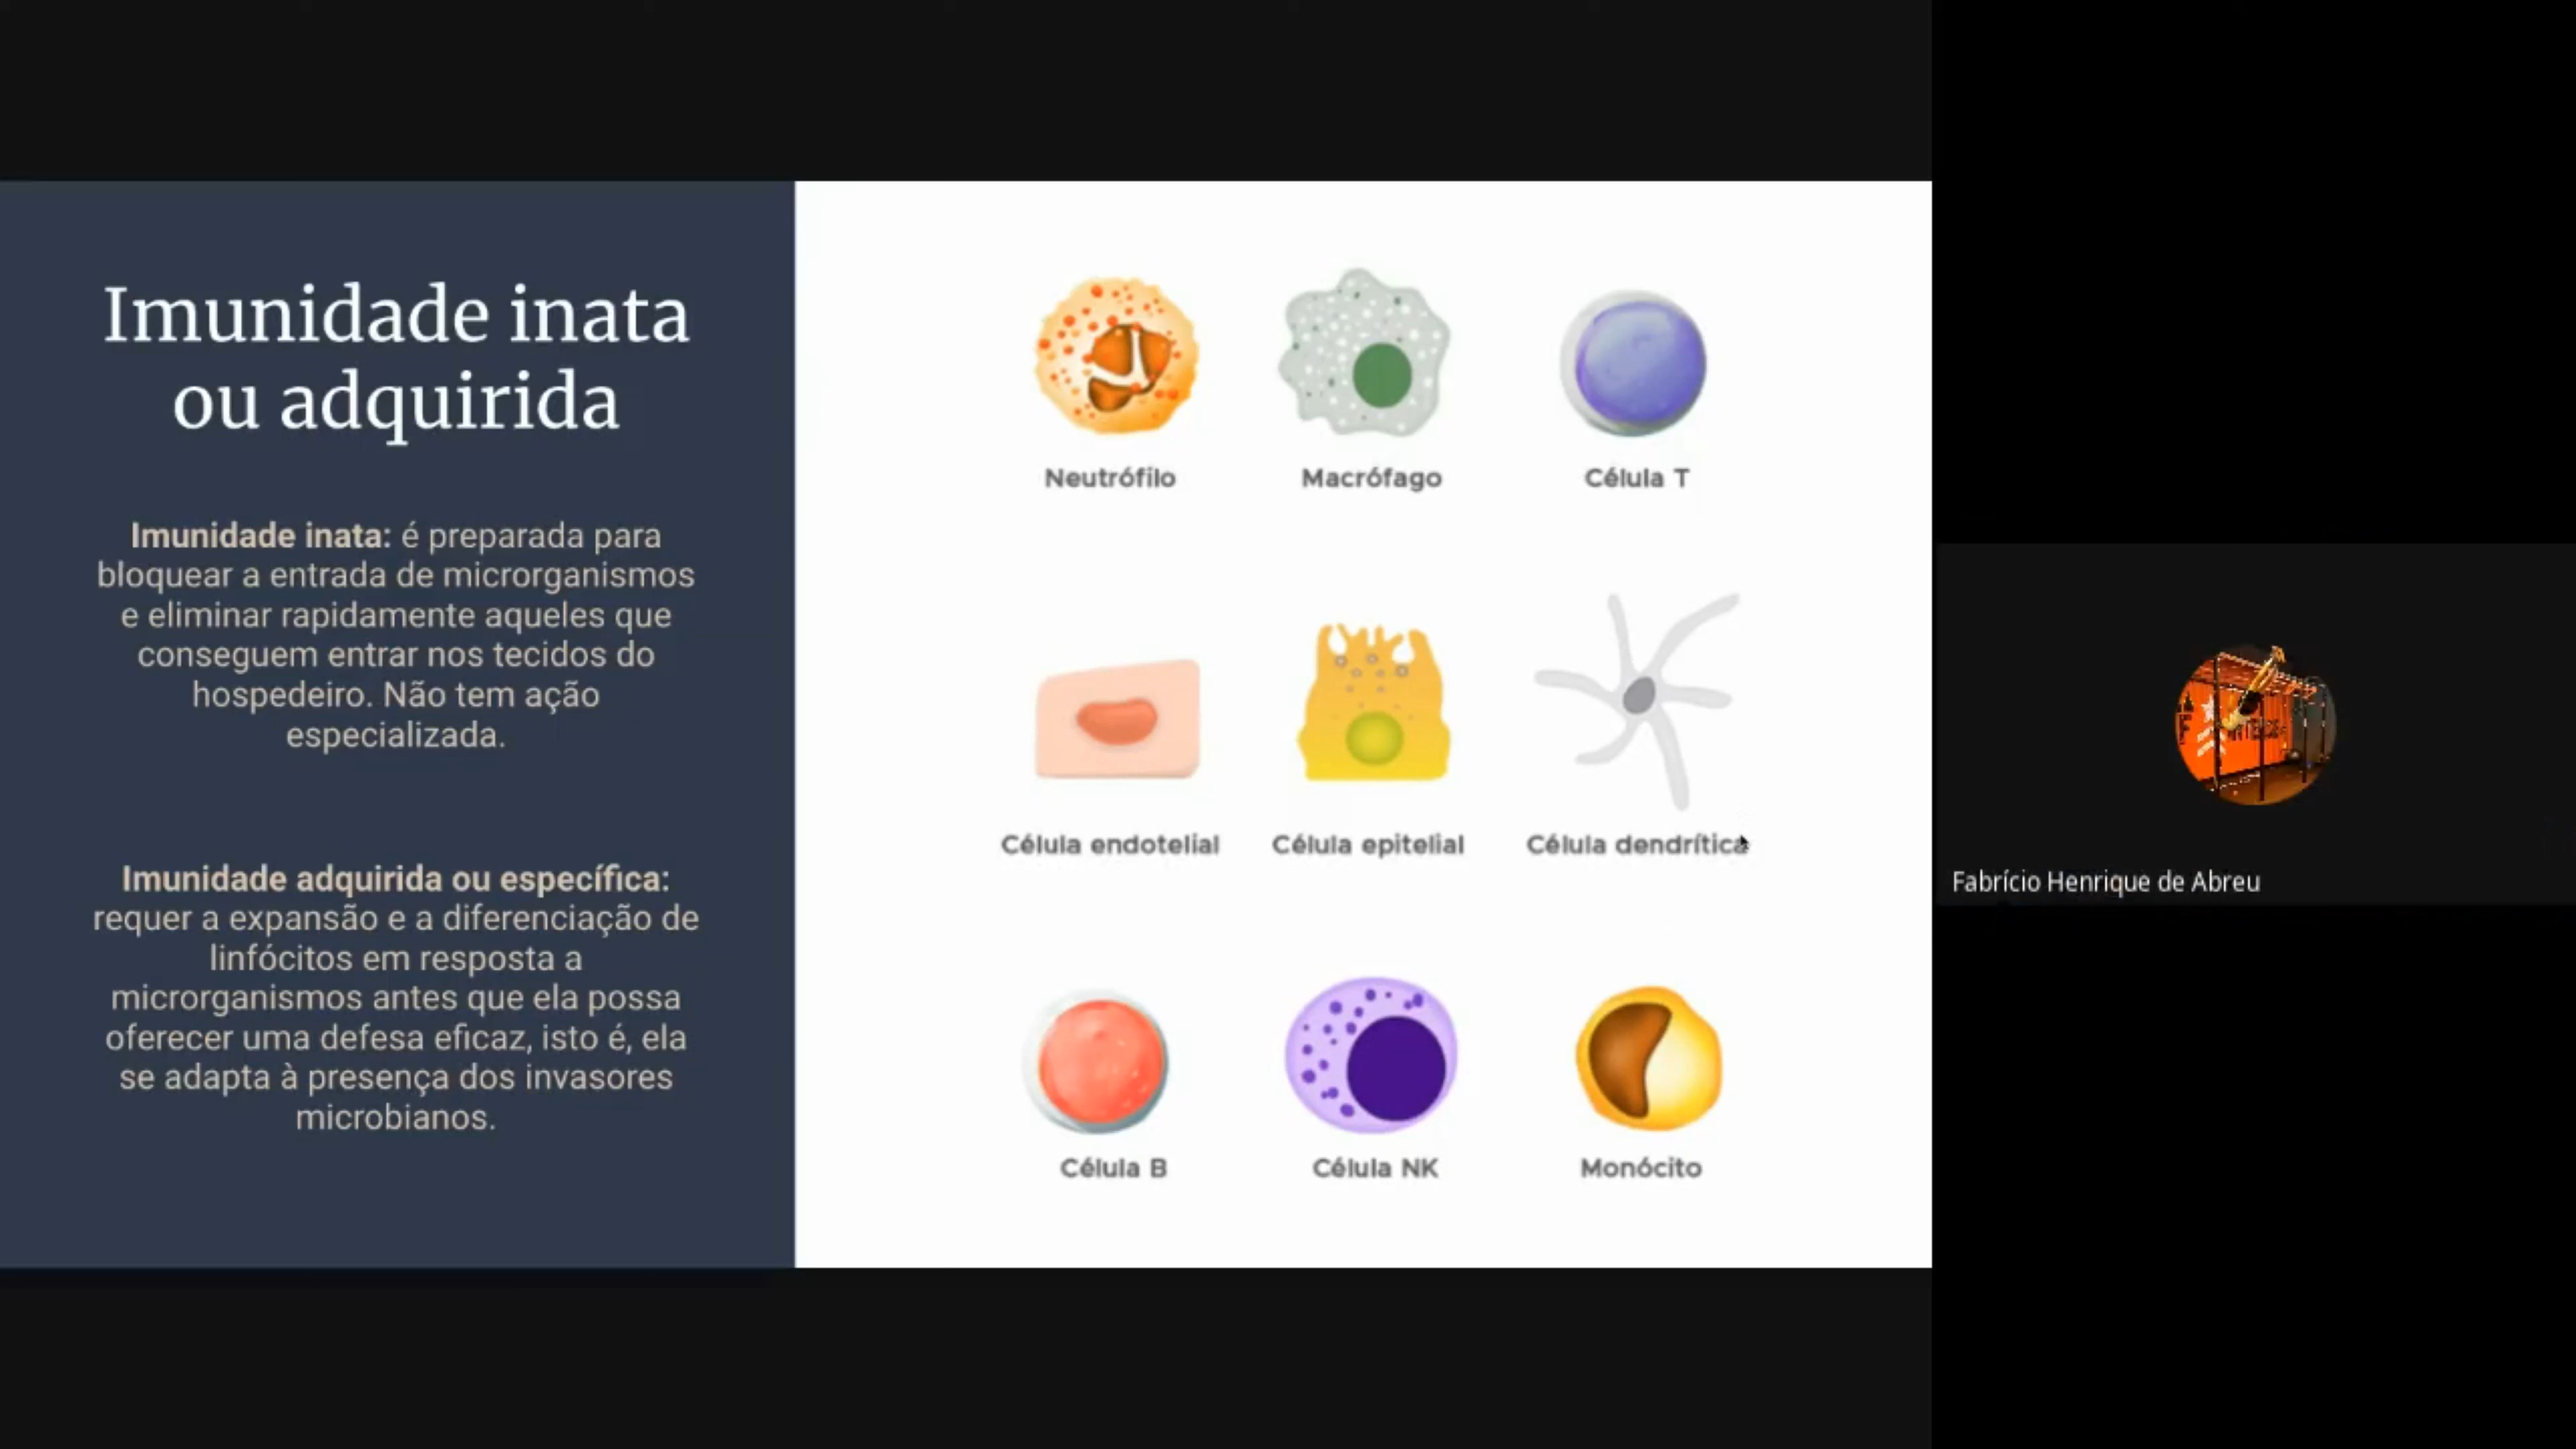 Imunidade inata
ou adquirida
Imunidade inata: é preparada para
bloquear a entrada de microrganismos
e eliminar rapidamente aqueles que
conseguem entrar nos tecidos do
hospedeiro. Não tem ação
especializada.
Imunidade adquirida ou específica:
requer a expansão e a diferenciação de
linfócitos em resposta a
microrganismos antes que ela possa
oferecer uma defesa eficaz, isto é, ela
se adapta à presença dos invasores
microbianos.
Neutrófilo
Macrófago
Célula T
Célula endotelial
Célula epitelial
Célula dendrítica
Célula B
Célula NK
Monócito
Fabrício Henrique de Abreu